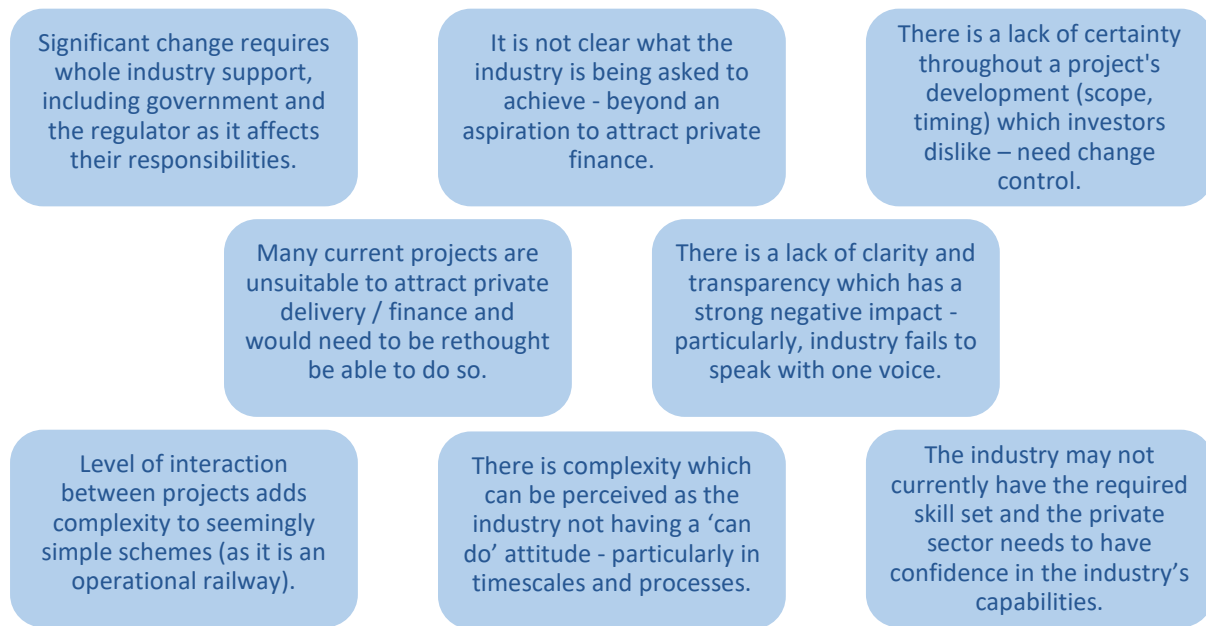 Significant change requires
whole industry support,
including government and
the regulator as it affects
their responsibilities.
It is not clear what the
industry is being asked to
achieve - beyond an
aspiration to attract private
finance.
There is a lack of certainty
throughout a project's
development (scope,
timing) which investors
dislike – need change
control.
Many current projects are
unsuitable to attract private
delivery / finance and
would need to be rethought
be able to do so.
There is a lack of clarity and
transparency which has a
strong negative impact -
particularly, industry fails to
speak with one voice.
Level of interaction
between projects adds
complexity to seemingly
simple schemes (as it is an
operational railway).
There is complexity which
can be perceived as the
industry not having a ‘can
do’ attitude - particularly in
timescales and processes.
The industry may not
currently have the required
skill set and the private
sector needs to have
confidence in the industry’s
capabilities.